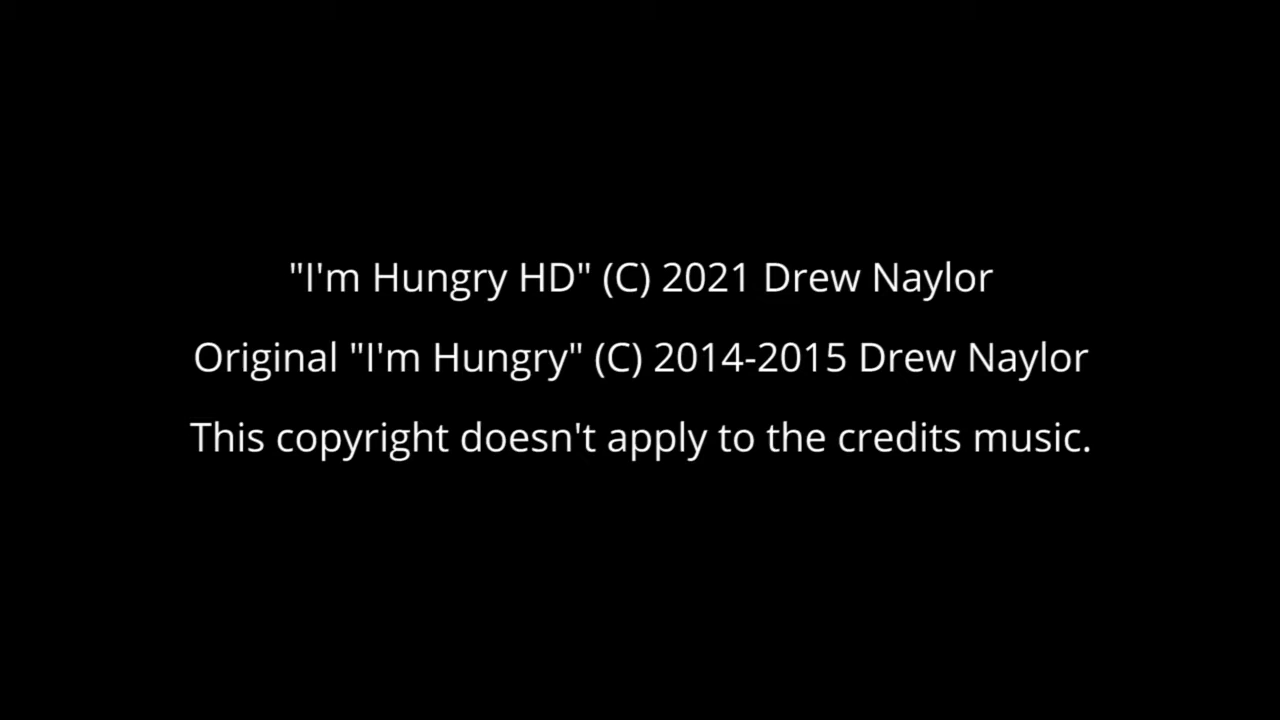 "I'm Hungry HD" (C) 2021 Drew Naylor
Original "I'm Hungry" (C) 2014-2015 Drew Naylor
This copyright doesn't apply to the credits music.